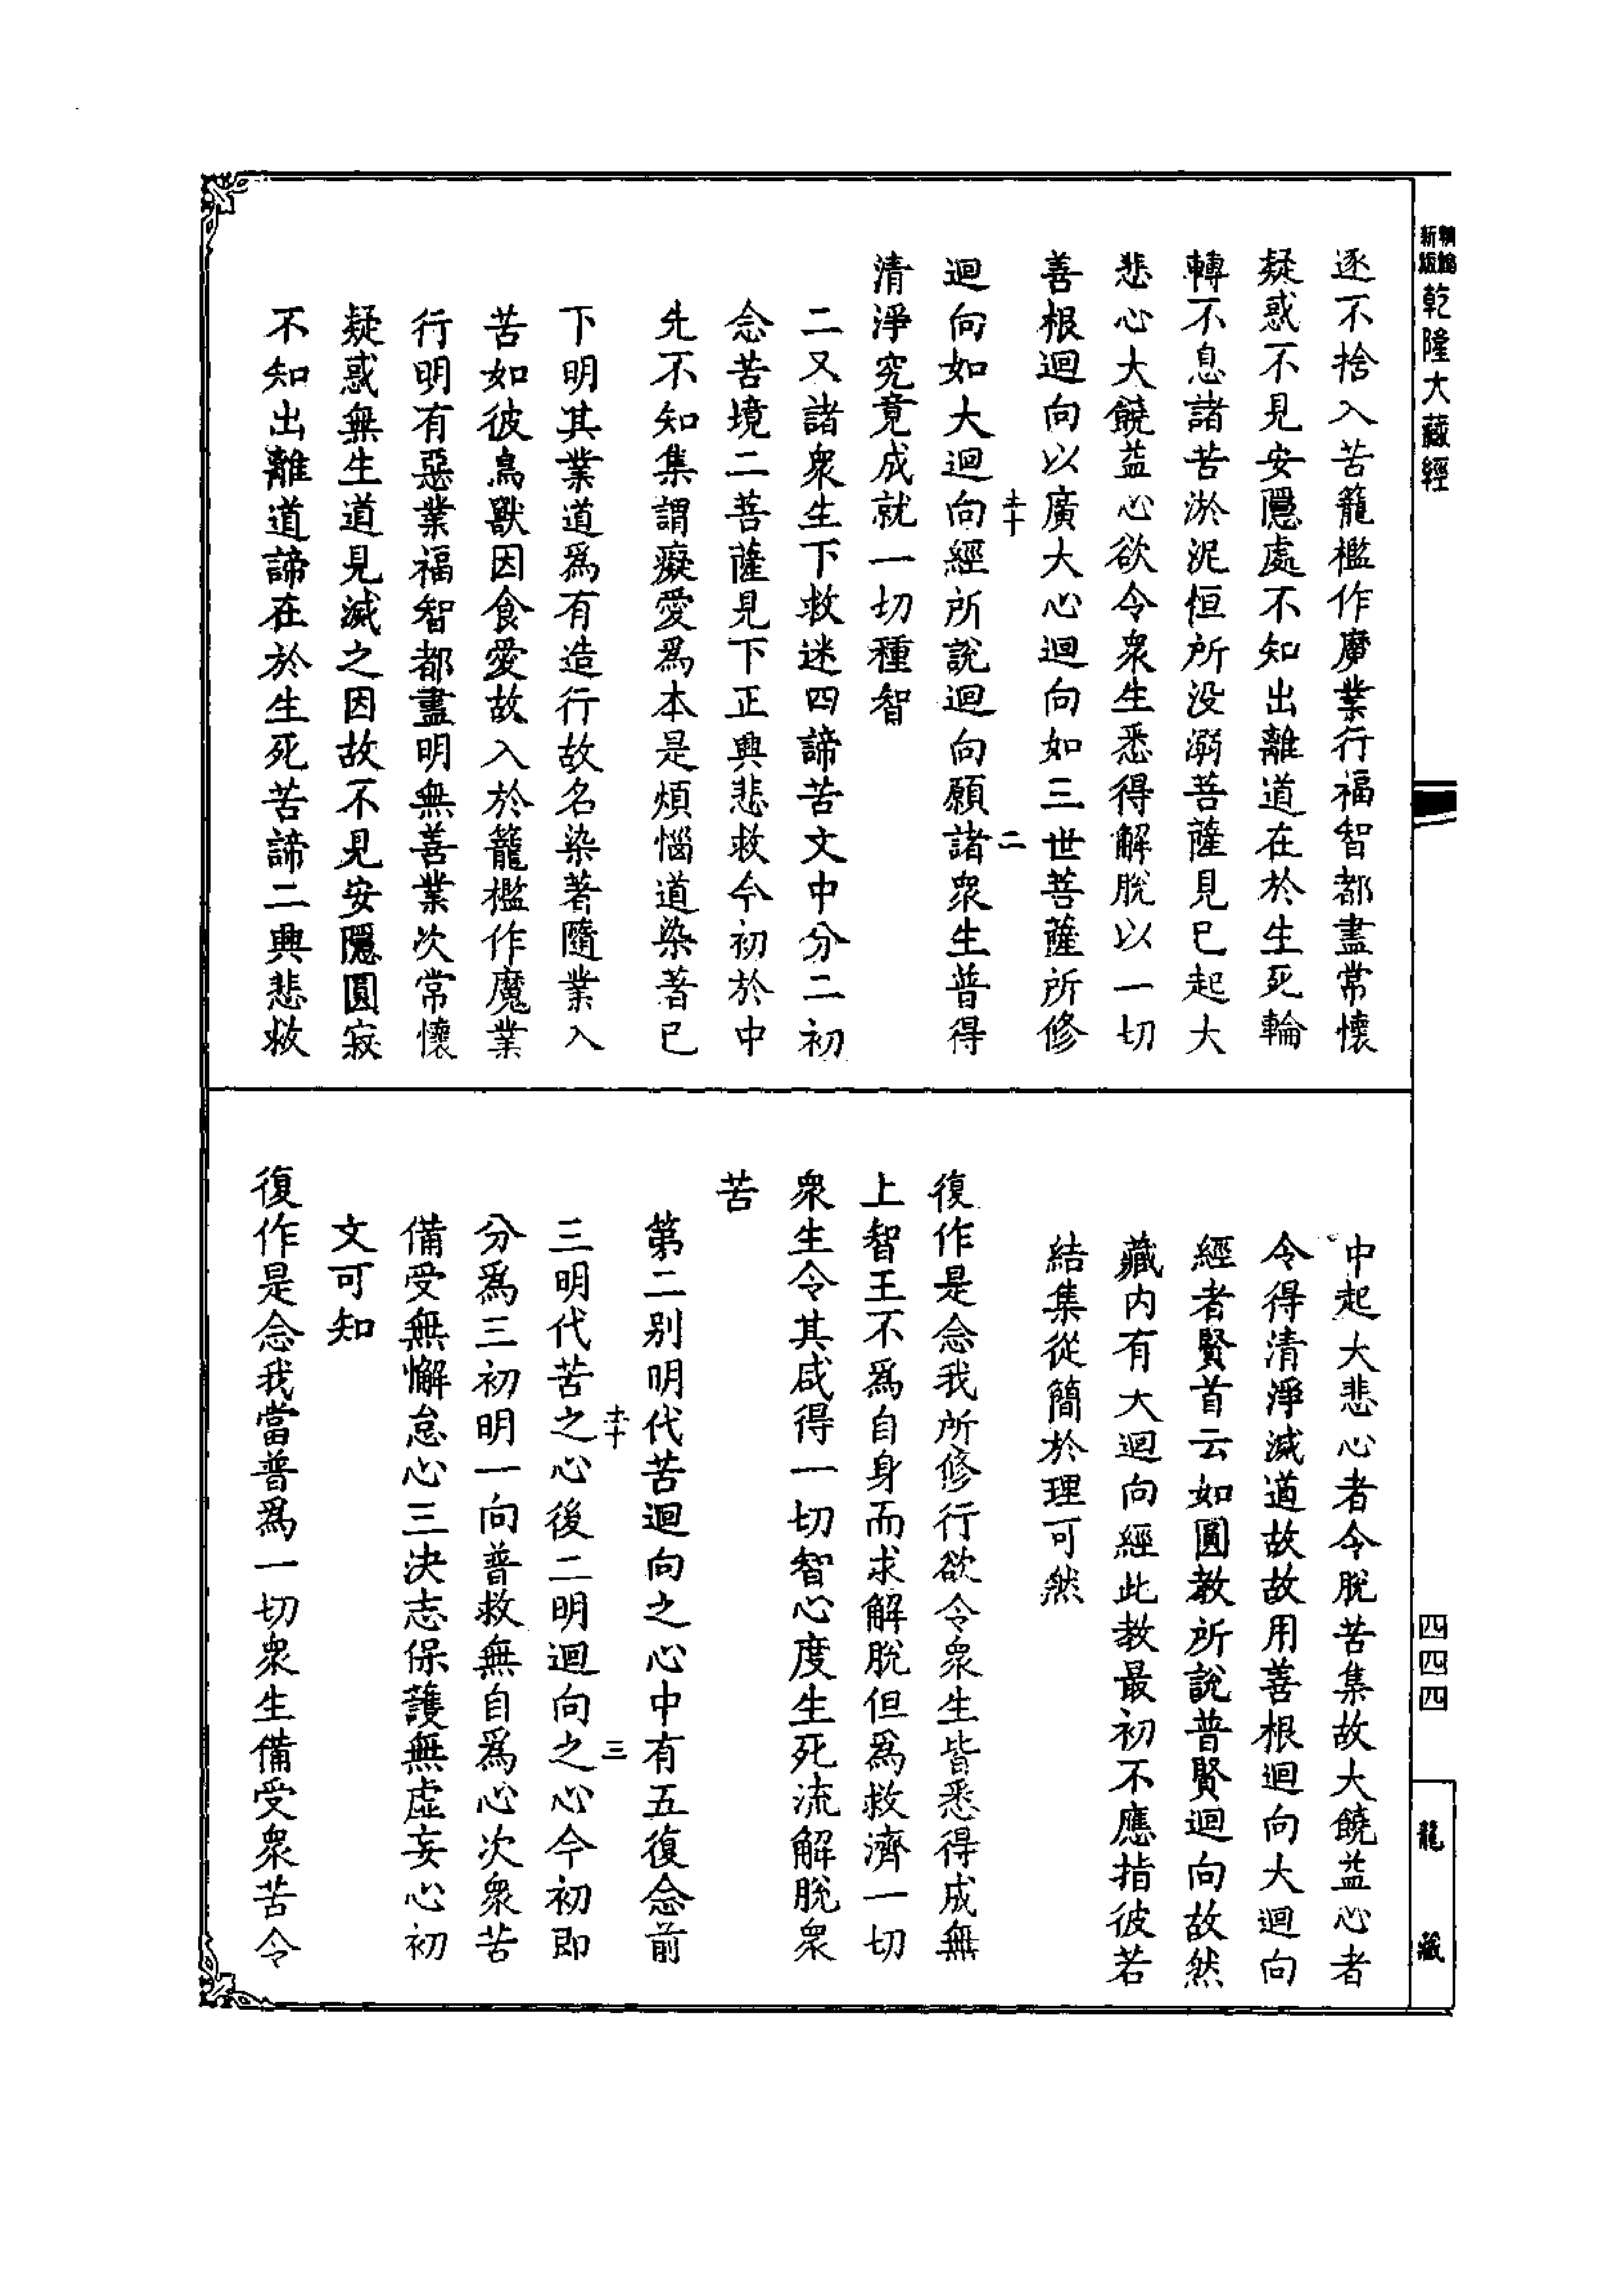 新編
縮版
乾隆大藏經
四四四
龍藏
逐不捨入苦籠檻作魔業行福智都盡常懷
疑惑不見安隱處不知出離道在於生死輪
轉不息諸苦淤泥恒所没溺菩薩見已起大
悲心大饒益心欲令衆生悉得解脫以一切
善根迴向以廣大心迴向如三世菩薩所修
二
迴向如大迴向經所說迴向願諸衆生普得
清淨究竟成就一切種智
二又諸衆生下救迷四諦苦文中分二初
念苦境二菩薩見下正興悲救今初於中
先不知集謂癡愛爲本是煩惱道染著已
下明其業道爲有造行故名染著隨業入
苦如彼鳥獸因食愛故入於籠檻作魔業
行明有惡業福智都盡明無善業次常懷
疑惑無生道見滅之因故不見安隱圓寂
不知出離道諦在於生死苦諦二興悲救
中起大悲心者令脫苦集故大饒益心者
令得清淨滅道故故用善根迴向大迴向
經者賢首云如圓教所說普賢迴向故然
藏内有大迴向經此教最初不應指彼若
結集從簡於理可然
復作是念我所修行欲令衆生皆悉得成無
上智王不爲自身而求解脫但爲救濟一切
衆生令其咸得一切智心度生死流解脫衆
苦
第二別明代苦迴向之心中有五復念前
三
三明代苦之心後二明迴向之心今初即
分爲三初明一向普救無自爲心次衆苦
備受無懈怠心三决志保護無虛妄心初
文可知
復作是念我當普爲一切衆生備受衆苦令